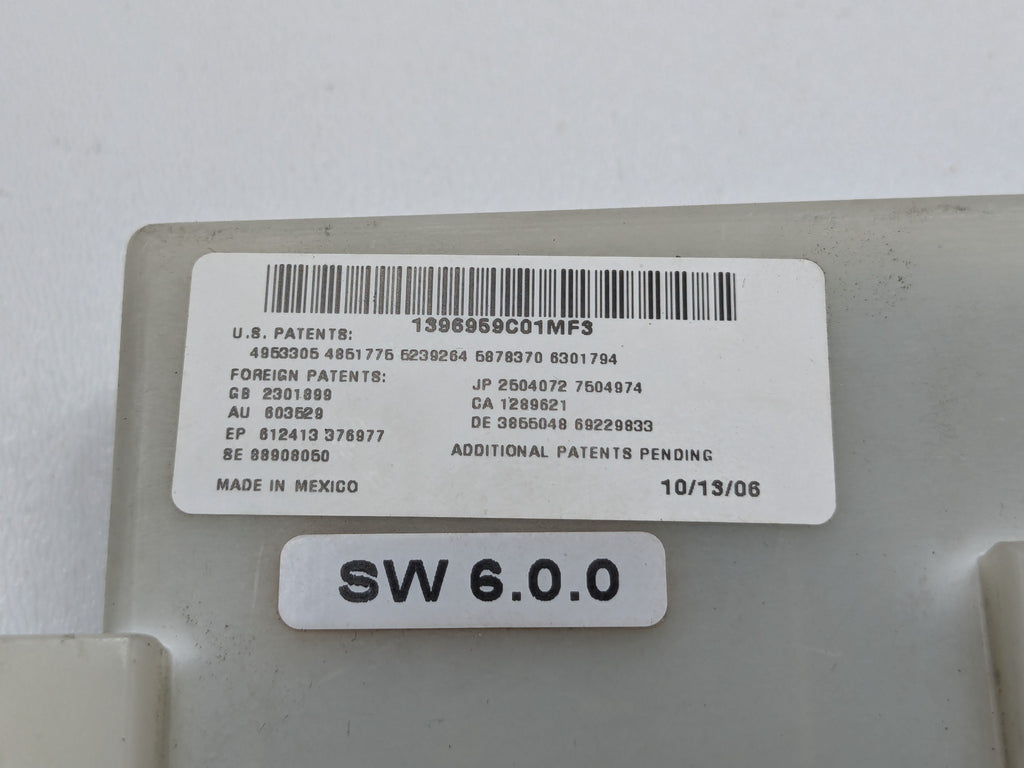 1396959C01MF3
U.S. PATENTS:
4953305 4851775 5239264 5878370 6301794
FOREIGN PATENTS:
GB 2301899
AU 603529
EP 612413 376977
SE 88908050
JP 2504072 7504974
CA 1289621
DE 3855048 69229833
ADDITIONAL PATENTS PENDING
MADE IN MEXICO
10/13/06
SW 6.0.0